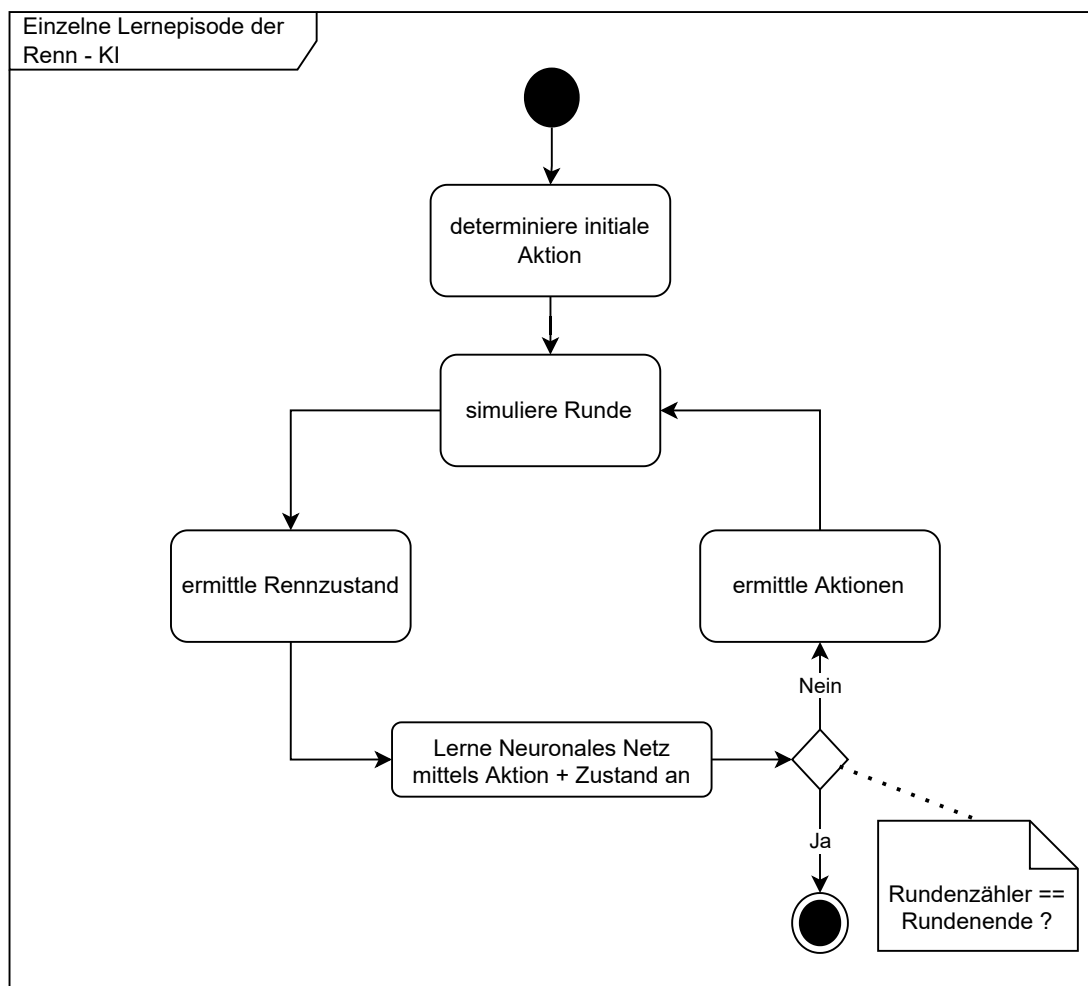 Einzelne Lernepisode der
Renn - KI
determiniere initiale
Aktion
simuliere Runde
ermittle Rennzustand
ermittle Aktionen
Nein
Lerne Neuronales Netz
mittels Aktion + Zustand an
Ja
Rundenzähler ==
Rundenende ?